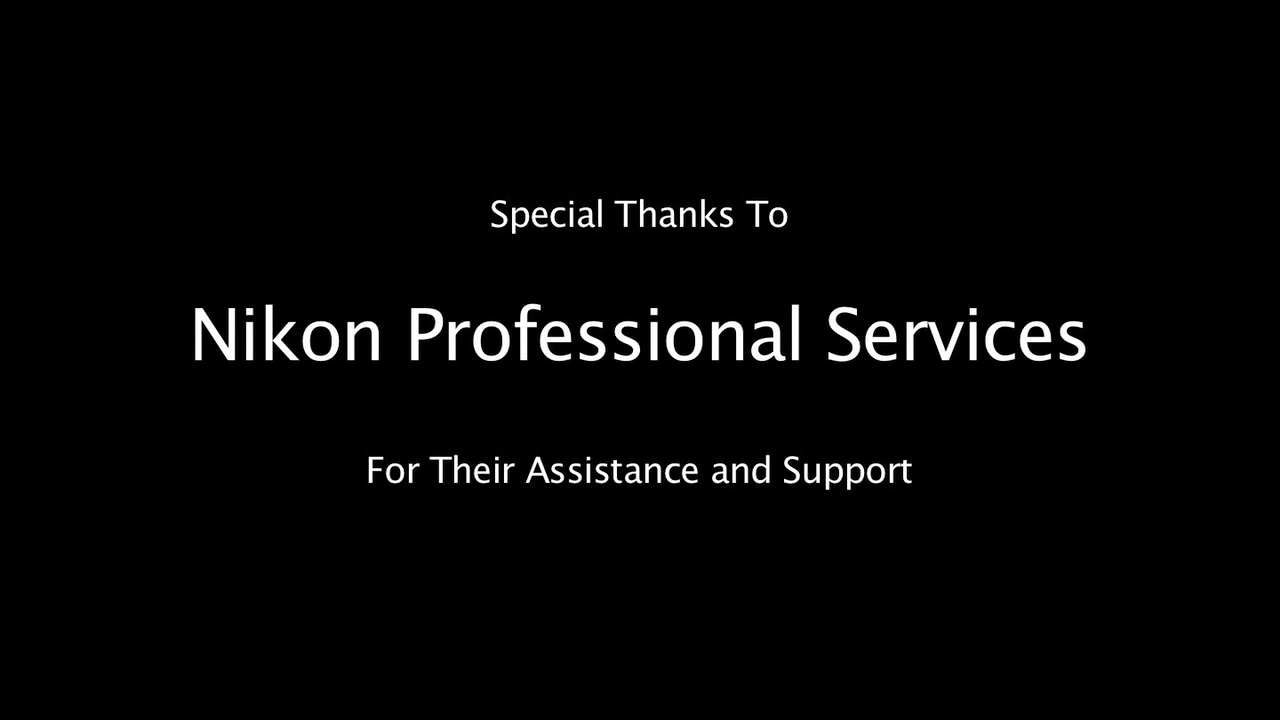 Special Thanks To
Nikon Professional Services
For Their Assistance and Support